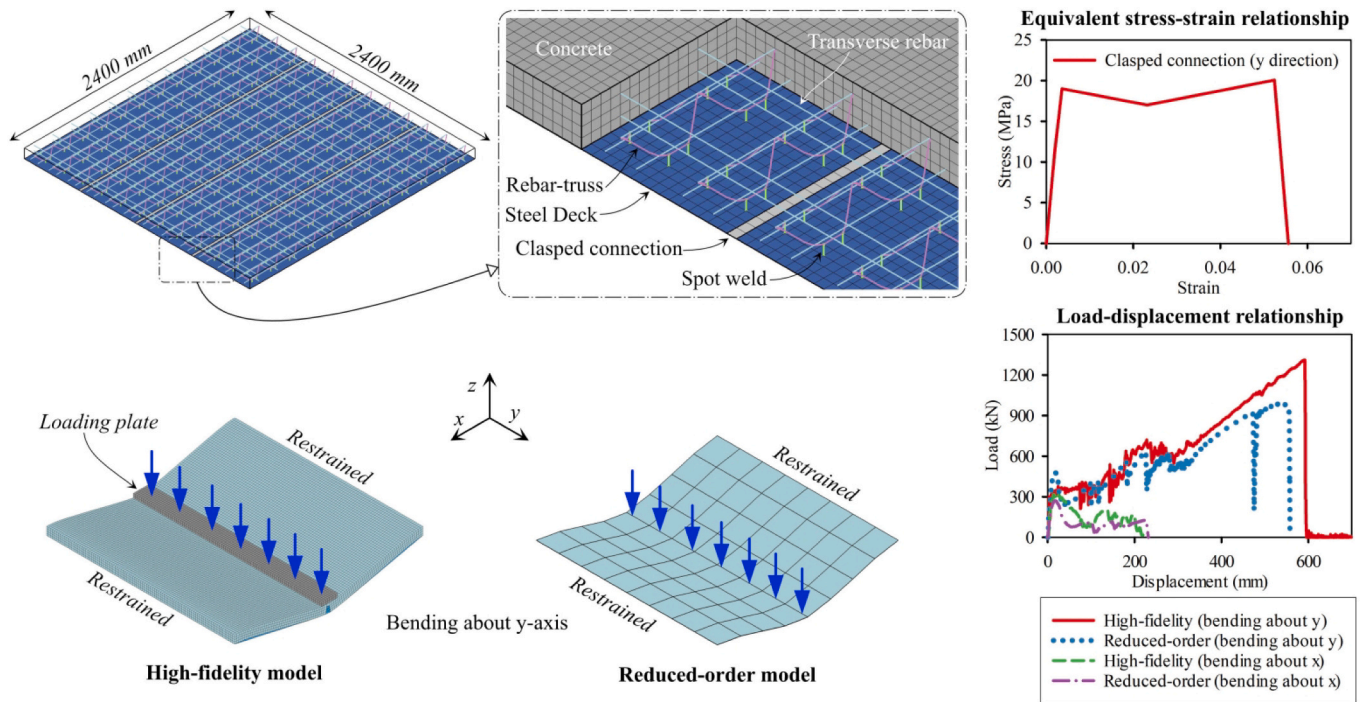 2400 mm
2400 mm
Concrete
Transverse rebar
Rebar-truss
Steel Deck
Clasped connection
Spot weld
Equivalent stress-strain relationship
Clasped connection (y direction)
Stress (MPa)
25
20
15
10
5
0
0.00
0.02
0.04
0.06
Strain
Loading plate
Restrained
Restrained
High-fidelity model
z
x
y
Bending about y-axis
Restrained
Restrained
Reduced-order model
Load-displacement relationship
Load (kN)
1500
1200
900
600
300
0
0
200
400
600
Displacement (mm)
High-fidelity (bending about y)
Reduced-order (bending about y)
High-fidelity (bending about x)
Reduced-order (bending about x)